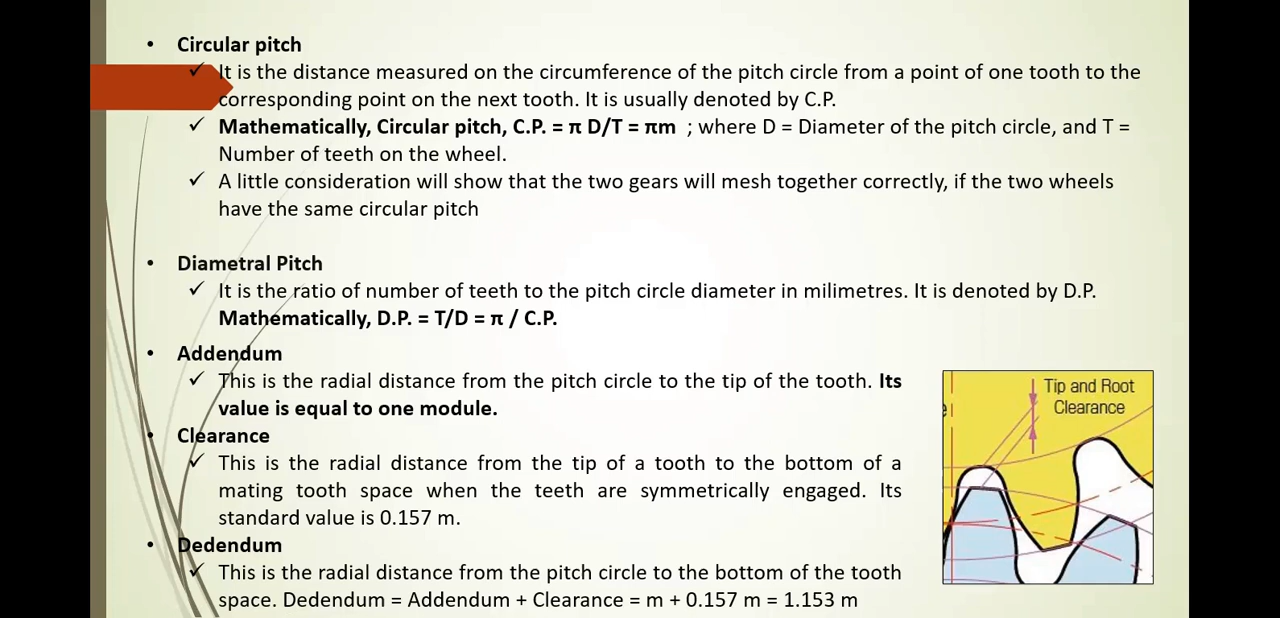 • Circular pitch
✓ It is the distance measured on the circumference of the pitch circle from a point of one tooth to the
corresponding point on the next tooth. It is usually denoted by C.P.
✓ Mathematically, Circular pitch, C.P. = π D/T = πm ; where D = Diameter of the pitch circle, and T =
Number of teeth on the wheel.
✓ A little consideration will show that the two gears will mesh together correctly, if the two wheels
have the same circular pitch
• Diametral Pitch
✓ It is the ratio of number of teeth to the pitch circle diameter in milimetres. It is denoted by D.P.
Mathematically, D.P. = T/D = π / C.P.
• Addendum
✓ This is the radial distance from the pitch circle to the tip of the tooth. Its
value is equal to one module.
• Clearance
✓ This is the radial distance from the tip of a tooth to the bottom of a
mating tooth space when the teeth are symmetrically engaged. Its
standard value is 0.157 m.
• Dedendum
✓ This is the radial distance from the pitch circle to the bottom of the tooth
space. Dedendum = Addendum + Clearance = m + 0.157 m = 1.153 m
Tip and Root
Clearance